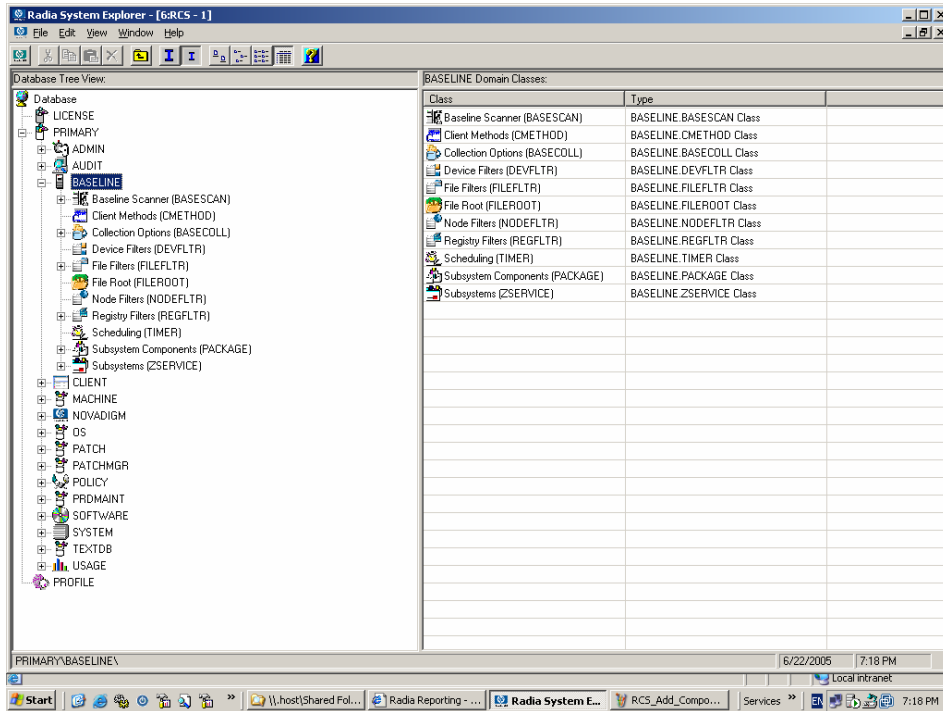 Radia System Explorer - [6:RCS - 1]
File Edit View Window Help
Database Tree View:
BASELINE Domain Classes:
Database
LICENSE
PRIMARY
ADMIN
AUDIT
BASELINE
Baseline Scanner (BASESCAN)
Client Methods (CMETHOD)
Collection Options (BASECOLL)
Device Filters (DEVFLTR)
File Filters (FILEFLTR)
File Root (FILEROOT)
Node Filters (NODEFLTR)
Registry Filters (REGFLTR)
Scheduling (TIMER)
Subsystem Components (PACKAGE)
Subsystems (ZSERVICE)
CLIENT
MACHINE
NOVADIGM
OS
PATCH
PATCHMGR
POLICY
PRDMAINT
SOFTWARE
SYSTEM
TEXTDB
USAGE
PROFILE
Class Type
Baseline Scanner (BASESCAN) BASELINE.BASESCAN Class
Client Methods (CMETHOD) BASELINE.CMETHOD Class
Collection Options (BASECOLL) BASELINE.BASECOLL Class
Device Filters (DEVFLTR) BASELINE.DEVFLTR Class
File Filters (FILEFLTR) BASELINE.FILEFLTR Class
File Root (FILEROOT) BASELINE.FILEROOT Class
Node Filters (NODEFLTR) BASELINE.NODEFLTR Class
Registry Filters (REGFLTR) BASELINE.REGFLTR Class
Scheduling (TIMER) BASELINE.TIMER Class
Subsystem Components (PACKAGE) BASELINE.PACKAGE Class
Subsystems (ZSERVICE) BASELINE.ZSERVICE Class
PRIMARY\BASELINE\ 6/22/2005 7:18 PM
Local intranet
Start » \\.host\Shared Fol... Radia Reporting - ... Radia System E... RCS_Add_Compo... Services » EN 7:18 PM